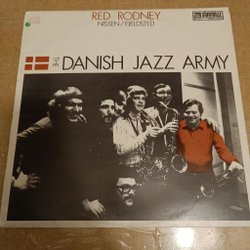 RED RODNEY
NISSEN/FJELDSTED
& THE
DANISH JAZZ ARMY
STORYVILLE